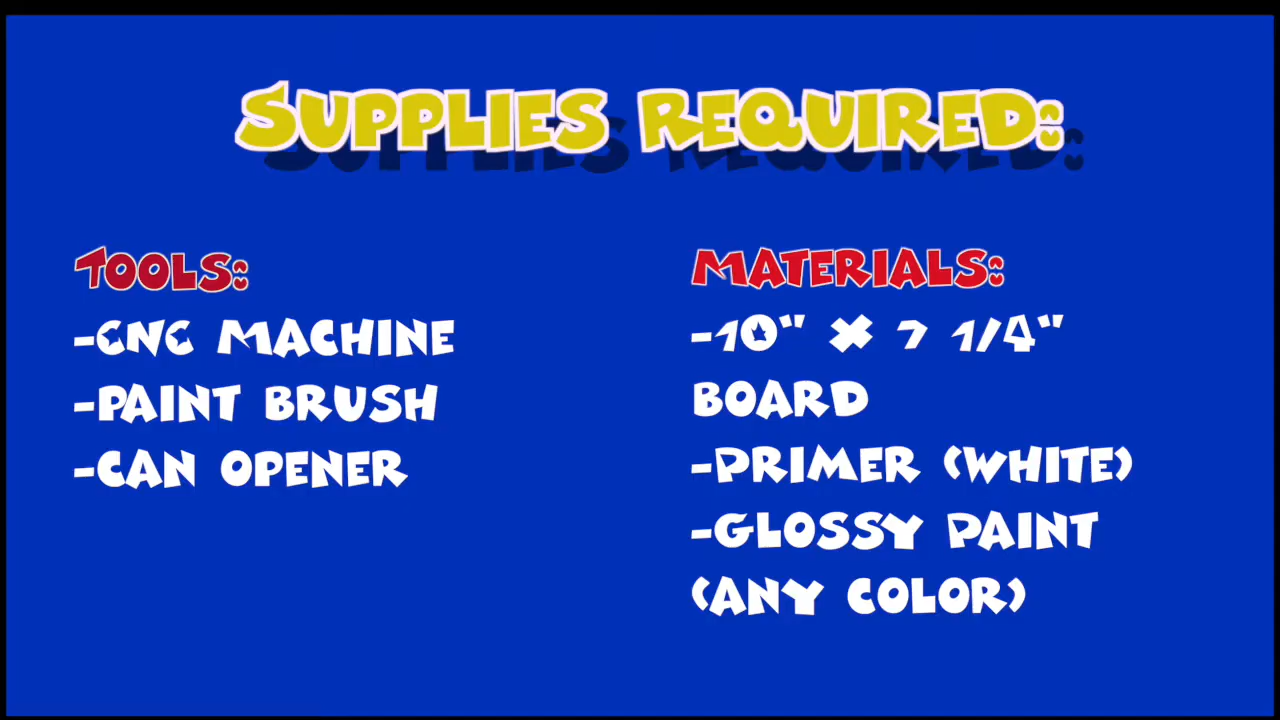 SUPPLIES REQUIRED:
TOOLS:
-CNC MACHINE
-PAINT BRUSH
-CAN OPENER
MATERIALS:
-10" X 7 1/4"
BOARD
-PRIMER (WHITE)
-GLOSSY PAINT
(ANY COLOR)